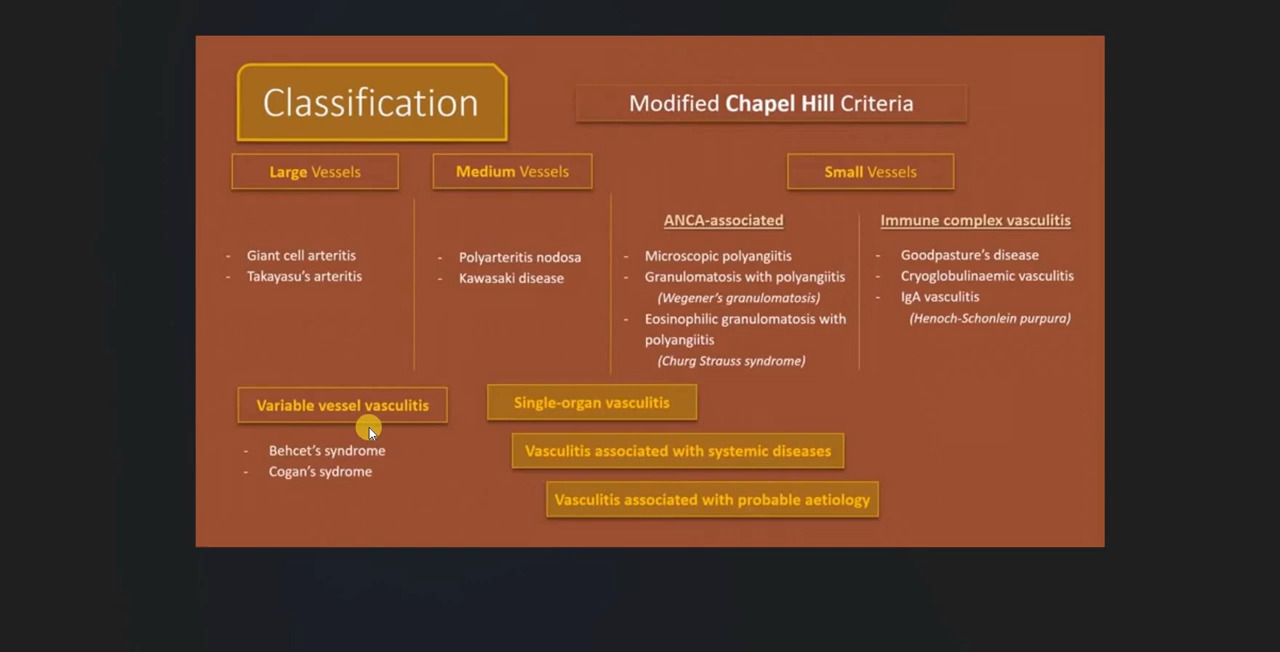 Classification
Modified Chapel Hill Criteria
Large Vessels
- Giant cell arteritis
- Takayasu's arteritis
Medium Vessels
- Polyarteritis nodosa
- Kawasaki disease
Small Vessels
ANCA-associated
- Microscopic polyangiitis
- Granulomatosis with polyangiitis
(Wegener's granulomatosis)
- Eosinophilic granulomatosis with
polyangiitis
(Churg Strauss syndrome)
Immune complex vasculitis
- Goodpasture's disease
- Cryoglobulinaemic vasculitis
- IgA vasculitis
(Henoch-Schonlein purpura)
Variable vessel vasculitis
- Behcet's syndrome
- Cogan's sydrome
Single-organ vasculitis
Vasculitis associated with systemic diseases
Vasculitis associated with probable aetiology